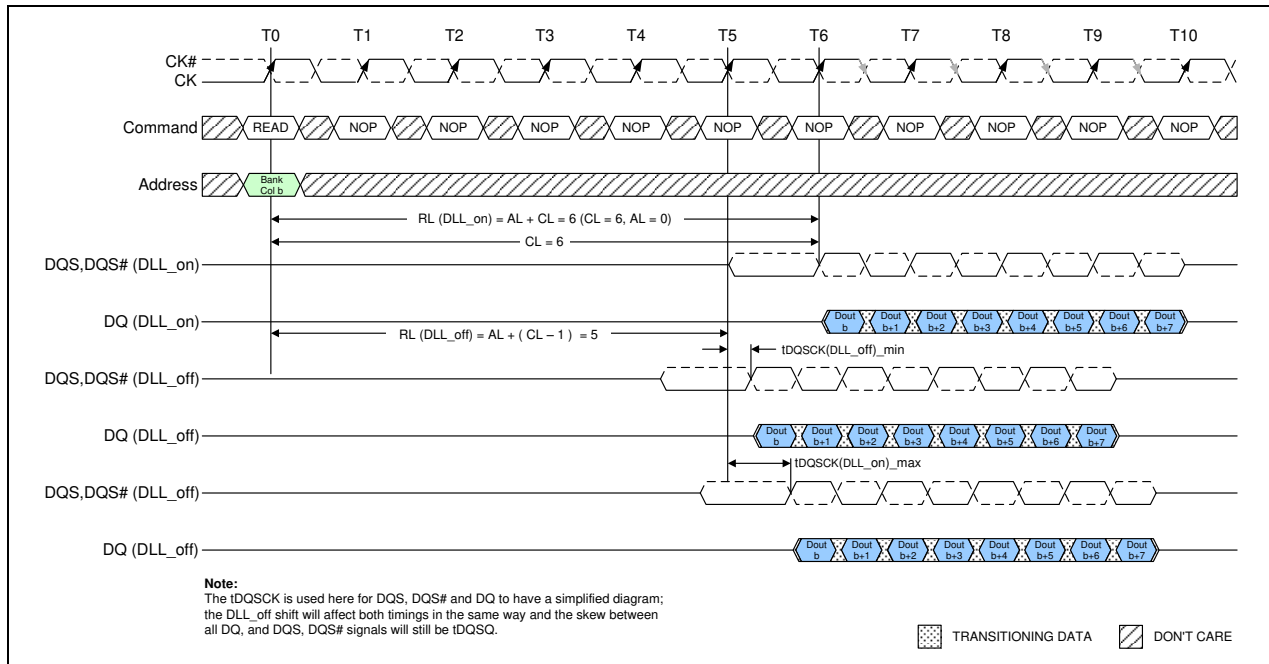 T0 T1 T2 T3 T4 T5 T6 T7 T8 T9 T10
CK#
CK
Command READ NOP NOP NOP NOP NOP NOP NOP NOP NOP NOP
Address Bank
Col b
RL (DLL_on) = AL + CL = 6 (CL = 6, AL = 0)
CL = 6
DQS,DQS# (DLL_on)
DQ (DLL_on) Dout b Dout b+1 Dout b+2 Dout b+3 Dout b+4 Dout b+5 Dout b+6 Dout b+7
RL (DLL_off) = AL + ( CL – 1 ) = 5
tDQSCK(DLL_off)_min
DQS,DQS# (DLL_off)
DQ (DLL_off) Dout b Dout b+1 Dout b+2 Dout b+3 Dout b+4 Dout b+5 Dout b+6 Dout b+7
tDQSCK(DLL_on)_max
DQS,DQS# (DLL_off)
DQ (DLL_off) Dout b Dout b+1 Dout b+2 Dout b+3 Dout b+4 Dout b+5 Dout b+6 Dout b+7
Note:
The tDQSCK is used here for DQS, DQS# and DQ to have a simplified diagram;
the DLL_off shift will affect both timings in the same way and the skew between
all DQ, and DQS, DQS# signals will still be tDQSQ.
TRANSITIONING DATA DON'T CARE